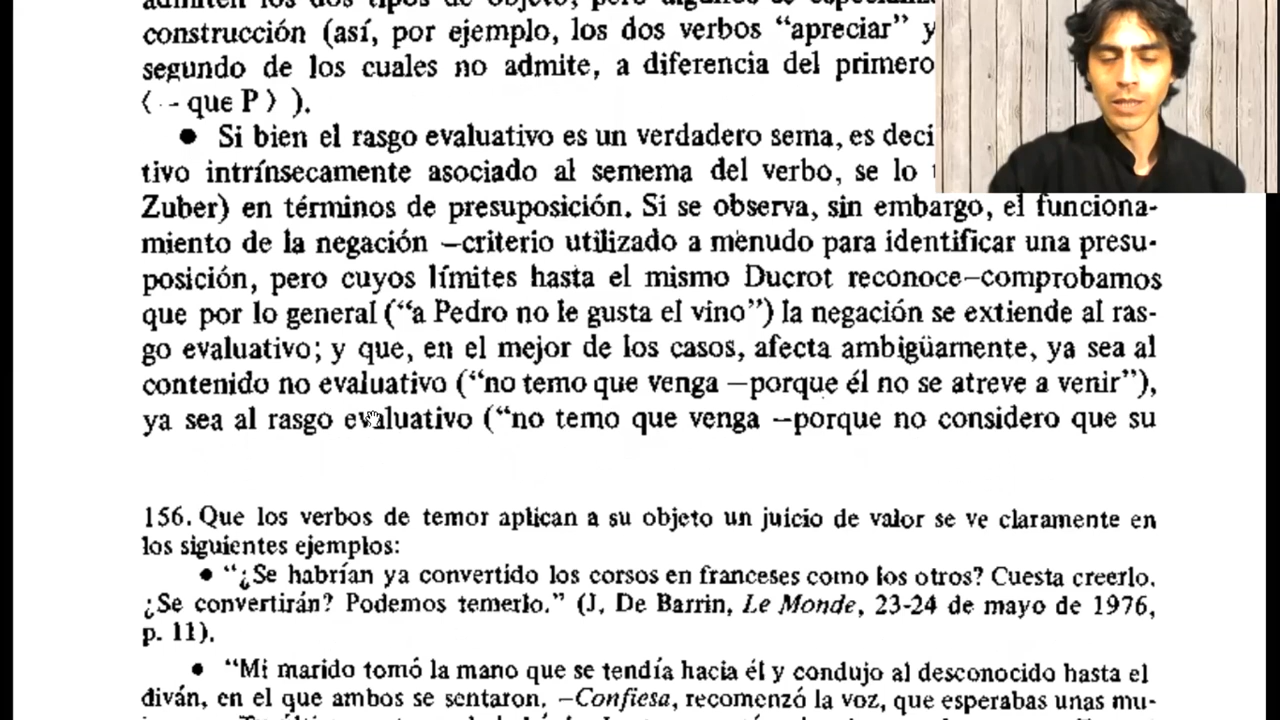 admiten los dos tipos de objeto, pero algunos se
construcción (así, por ejemplo, los dos verbos “apreciar” y
segundo de los cuales no admite, a diferencia del primero
⟨ - que P ⟩ ).
● Si bien el rasgo evaluativo es un verdadero sema, es deci
tivo intrínsecamente asociado al semema del verbo, se lo
Zuber) en términos de presuposición. Si se observa, sin embargo, el funciona-
miento de la negación —criterio utilizado a menudo para identificar una presu-
posición, pero cuyos límites hasta el mismo Ducrot reconoce—comprobamos
que por lo general (“a Pedro no le gusta el vino”) la negación se extiende al ras-
go evaluativo; y que, en el mejor de los casos, afecta ambigüamente, ya sea al
contenido no evaluativo (“no temo que venga —porque él no se atreve a venir”),
ya sea al rasgo evaluativo (“no temo que venga —porque no considero que su
156. Que los verbos de temor aplican a su objeto un juicio de valor se ve claramente en
los siguientes ejemplos:
● “¿Se habrían ya convertido los corsos en franceses como los otros? Cuesta creerlo.
¿Se convertirán? Podemos temerlo.” (J. De Barrin, Le Monde, 23-24 de mayo de 1976,
p. 11).
● “Mi marido tomó la mano que se tendía hacia él y condujo al desconocido hasta el
diván, en el que ambos se sentaron. —Confiesa, recomenzó la voz, que esperabas unas mu-